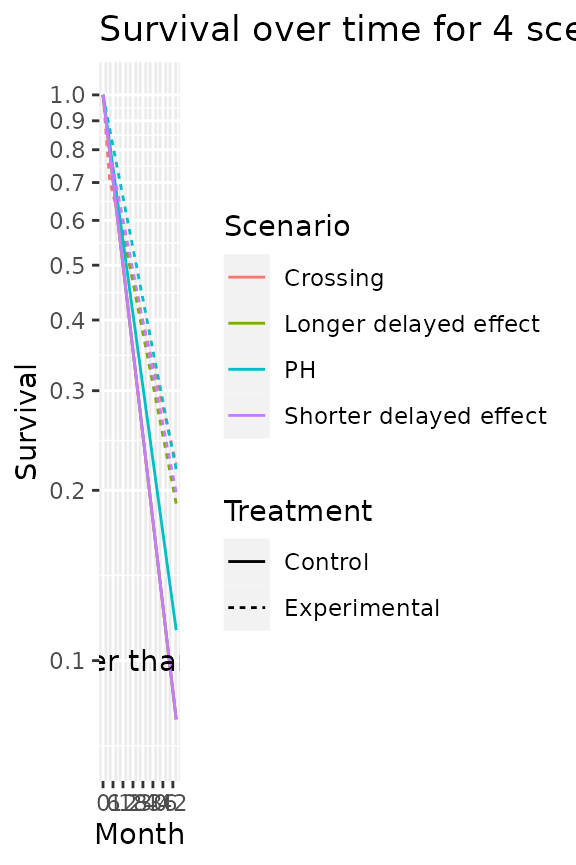 Survival over time for 4 sce
1.0
0.9
0.8
0.7
0.6
0.5
0.4
0.3
0.2
0.1
Survival
er tha
Month
Scenario
Crossing
Longer delayed effect
PH
Shorter delayed effect
Treatment
Control
Experimental